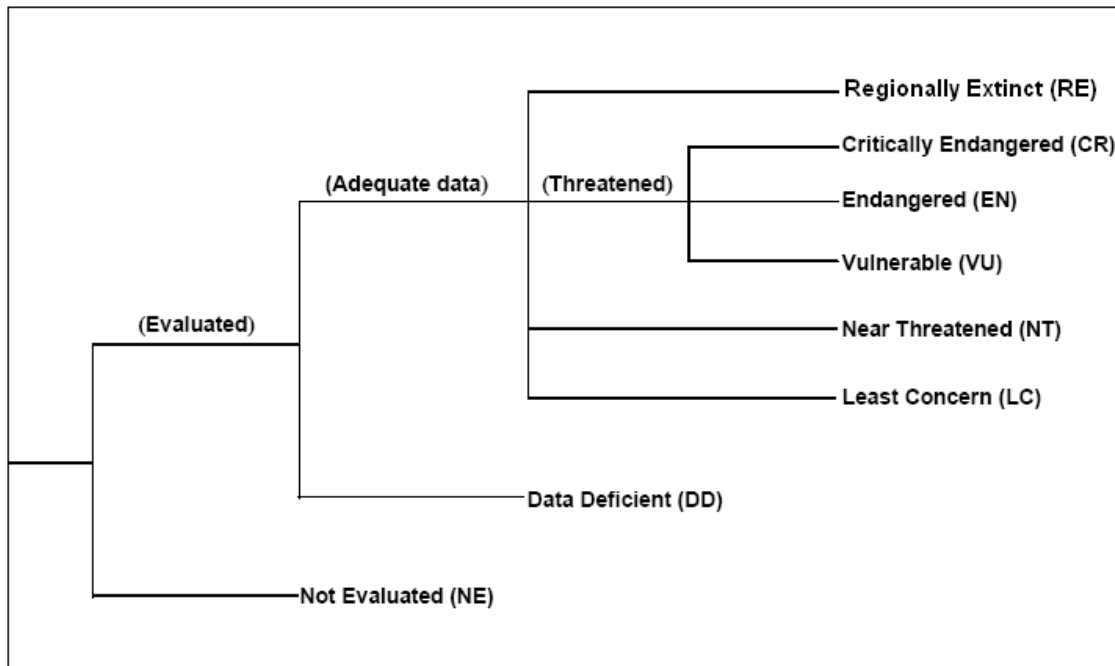 Regionally Extinct (RE)
Critically Endangered (CR)
(Adequate data) (Threatened)
Endangered (EN)
Vulnerable (VU)
(Evaluated)
Near Threatened (NT)
Least Concern (LC)
Data Deficient (DD)
Not Evaluated (NE)